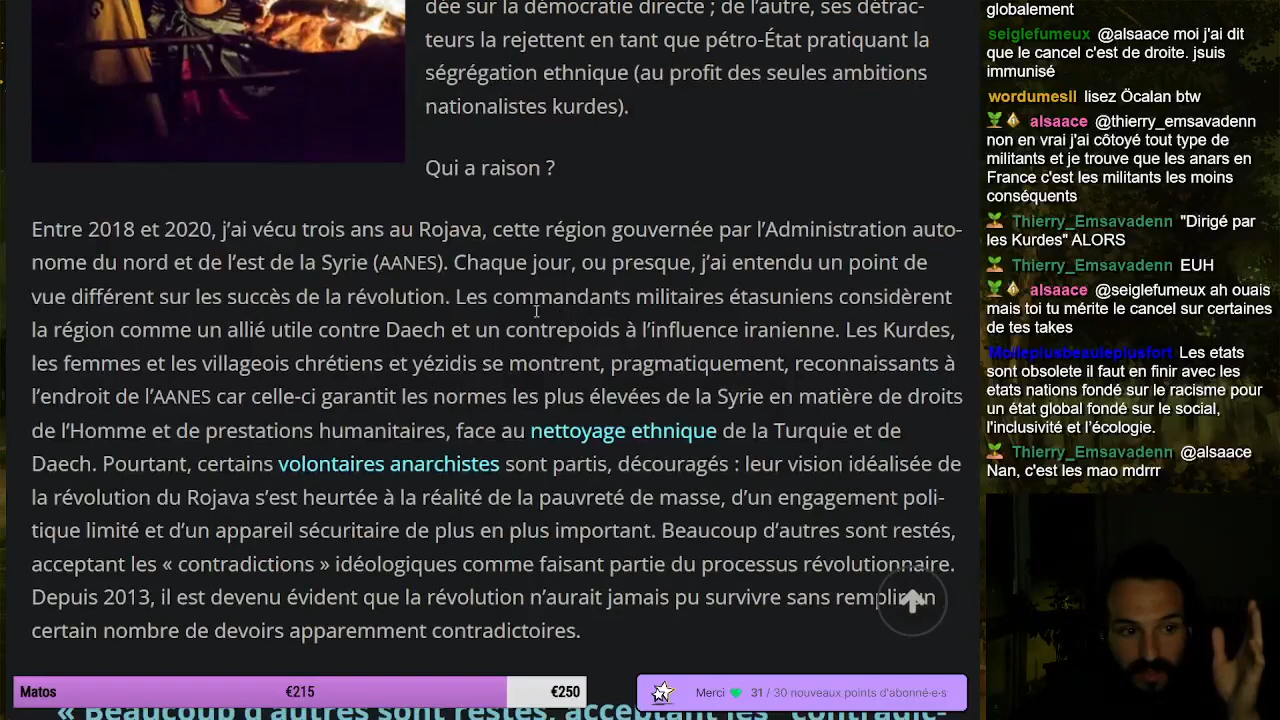 dée sur la démocratie directe ; de l'autre, ses détrac-
teurs la rejettent en tant que pétro-État pratiquant la
ségrégation ethnique (au profit des seules ambitions
nationalistes kurdes).
Qui a raison ?
Entre 2018 et 2020, j'ai vécu trois ans au Rojava, cette région gouvernée par l'Administration auto-
nome du nord et de l'est de la Syrie (AANES). Chaque jour, ou presque, j'ai entendu un point de
vue différent sur les succès de la révolution. Les commandants militaires étasuniens considèrent
la région comme un allié utile contre Daech et un contrepoids à l'influence iranienne. Les Kurdes,
les femmes et les villageois chrétiens et yézidis se montrent, pragmatiquement, reconnaissants à
l'endroit de l'AANES car celle-ci garantit les normes les plus élevées de la Syrie en matière de droits
de l'Homme et de prestations humanitaires, face au nettoyage ethnique de la Turquie et de
Daech. Pourtant, certains volontaires anarchistes sont partis, découragés : leur vision idéalisée de
la révolution du Rojava s'est heurtée à la réalité de la pauvreté de masse, d'un engagement poli-
tique limité et d'un appareil sécuritaire de plus en plus important. Beaucoup d'autres sont restés,
acceptant les « contradictions » idéologiques comme faisant partie du processus révolutionnaire.
Depuis 2013, il est devenu évident que la révolution n'aurait jamais pu survivre sans remplir un
certain nombre de devoirs apparemment contradictoires.
« Beaucoup d'autres sont restés, acceptant les "contradic-
Matos €215 €250
Merci 31 / 30 nouveaux points d'abonné·e·s
globalement
seiglefumeux @alsaace moi j'ai dit
que le cancel c'est de droite. jsuis
immunisé
wordumesll lisez Öcalan btw
alsaace @thierry_emsavadenn
non en vrai j'ai côtoyé tout type de
militants et je trouve que les anars en
France c'est les militants les moins
conséquents
Thierry_Emsavadenn "Dirigé par
les Kurdes" ALORS
Thierry_Emsavadenn EUH
alsaace @seiglefumeux ah ouais
mais toi tu mérite le cancel sur certaines
de tes takes
Molleplusbeauteplusfort Les etats
sont obsolete il faut en finir avec les
etats nations fondé sur le racisme pour
un état global fondé sur le social,
l'inclusivité et l'écologie.
Thierry_Emsavadenn @alsaace
Nan, c'est les mao mdrrr